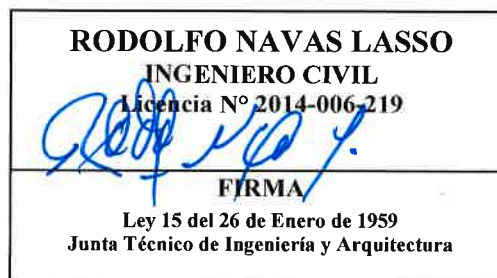 RODOLFO NAVAS LASSO
INGENIERO CIVIL
Licencia N° 2014-006-219
FIRMA
Ley 15 del 26 de Enero de 1959
Junta Técnico de Ingeniería y Arquitectura